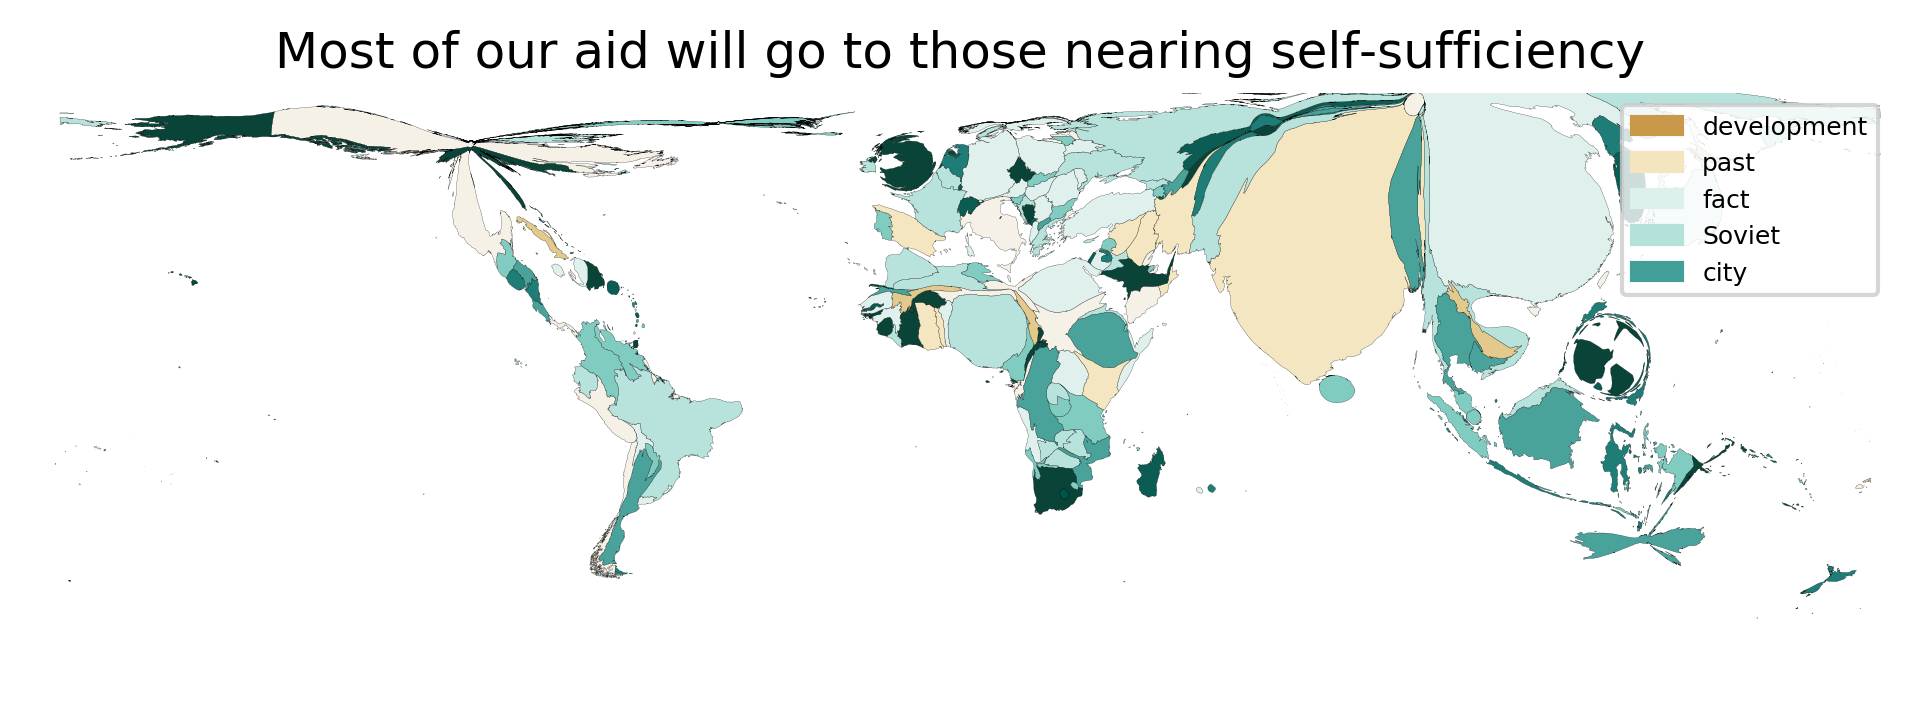 Most of our aid will go to those nearing self-sufficiency
development
past
fact
Soviet
city